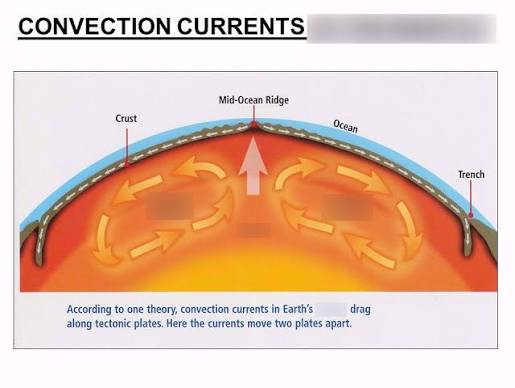 CONVECTION CURRENTS
Mid-Ocean Ridge
Crust
Ocean
Trench
According to one theory, convection currents in Earth's drag
along tectonic plates. Here the currents move two plates apart.